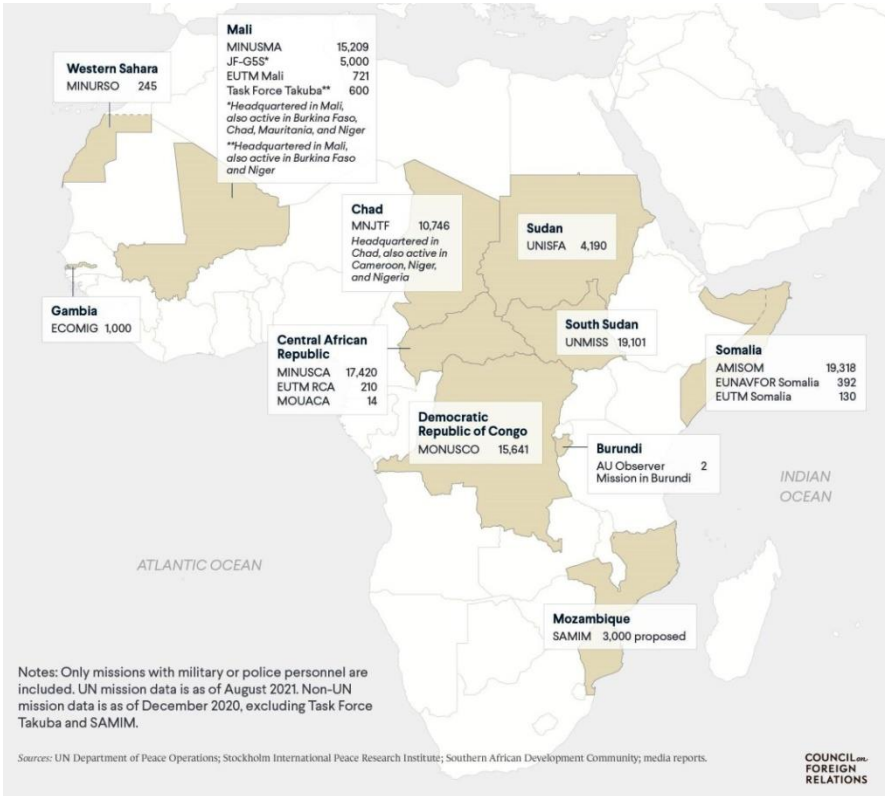 Mali
MINUSMA 15,209
JF-G5S* 5,000
EUTM Mali 721
Task Force Takuba** 600
*Headquartered in Mali,
also active in Burkina Faso,
Chad, Mauritania, and Niger
**Headquartered in Mali,
also active in Burkina Faso
and Niger
Western Sahara
MINURSO 245
Chad
MNJTF 10,746
Headquartered in
Chad, also active in
Cameroon, Niger,
and Nigeria
Sudan
UNISFA 4,190
Gambia
ECOMIG 1,000
South Sudan
UNMISS 19,101
Central African
Republic
MINUSCA 17,420
EUTM RCA 210
MOUACA 14
Somalia
AMISOM 19,318
EUNAVFOR Somalia 392
EUTM Somalia 130
Democratic
Republic of Congo
MONUSCO 15,641
Burundi
AU Observer 2
Mission in Burundi
INDIAN
OCEAN
ATLANTIC OCEAN
Mozambique
SAMIM 3,000 proposed
Notes: Only missions with military or police personnel are
included. UN mission data is as of August 2021. Non-UN
mission data is as of December 2020, excluding Task Force
Takuba and SAMIM.
Sources: UN Department of Peace Operations; Stockholm International Peace Research Institute; Southern African Development Community; media reports.
COUNCIL on
FOREIGN
RELATIONS